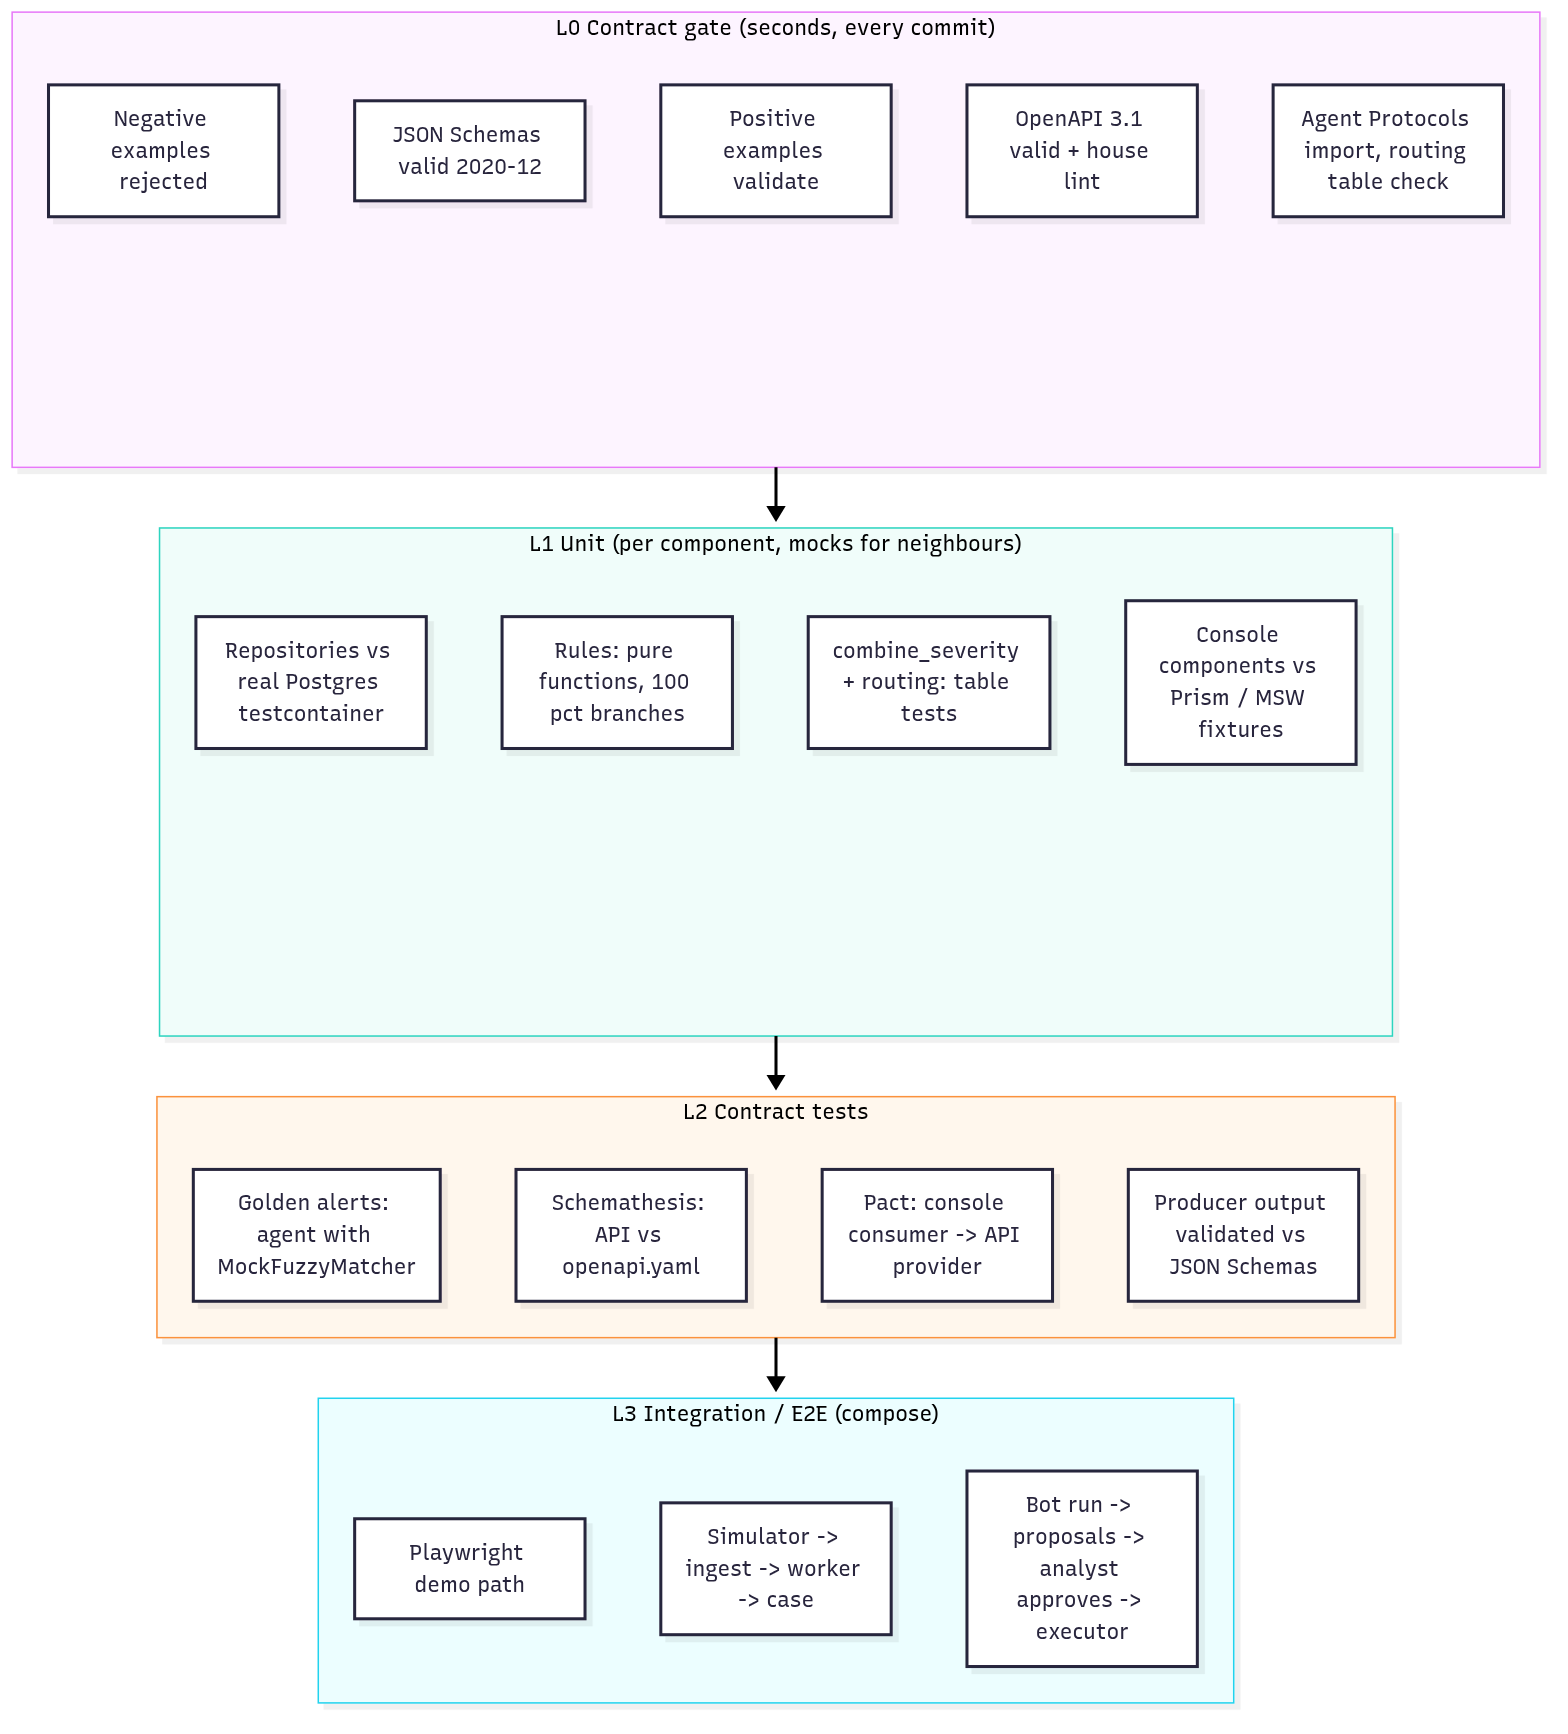 L0 Contract gate (seconds, every commit)
Negative
examples
rejected
JSON Schemas
valid 2020-12
Positive
examples
validate
OpenAPI 3.1
valid + house
lint
Agent Protocols
import, routing
table check
L1 Unit (per component, mocks for neighbours)
Repositories vs
real Postgres
testcontainer
Rules: pure
functions, 100
pct branches
combine_severity
+ routing: table
tests
Console
components vs
Prism / MSW
fixtures
L2 Contract tests
Golden alerts:
agent with
MockFuzzyMatcher
Schemathesis:
API vs
openapi.yaml
Pact: console
consumer -> API
provider
Producer output
validated vs
JSON Schemas
L3 Integration / E2E (compose)
Playwright
demo path
Simulator ->
ingest -> worker
-> case
Bot run ->
proposals ->
analyst
approves ->
executor